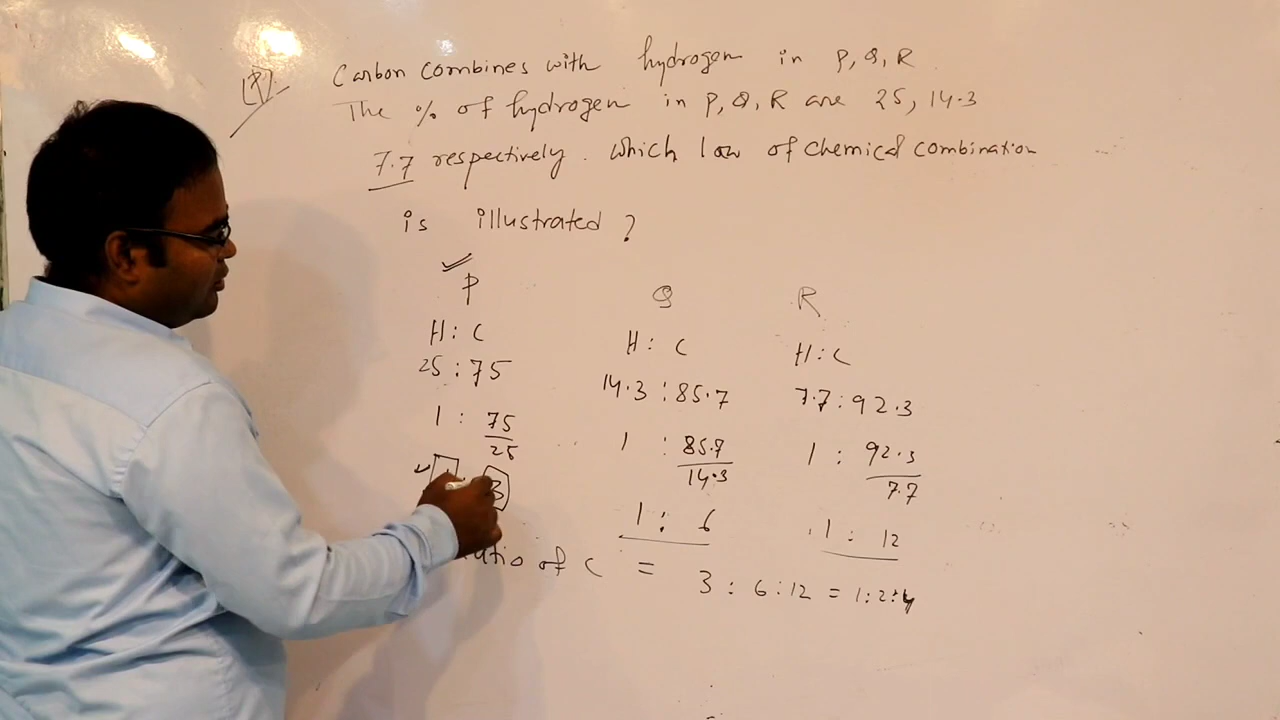 (Q). Carbon combines with hydrogen in P, Q, R
The % of hydrogen in P, Q, R are 25, 14.3
7.7 respectively. Which law of chemical combination
is illustrated?
P Q R
H : C H : C H : C
25 : 75 14.3 : 85.7 7.7 : 92.3
1 : 75/25 1 : 85.7/14.3 1 : 92.3/7.7
3 1 : 6 1 : 12
of C = 3 : 6 : 12 = 1 : 2 : 4